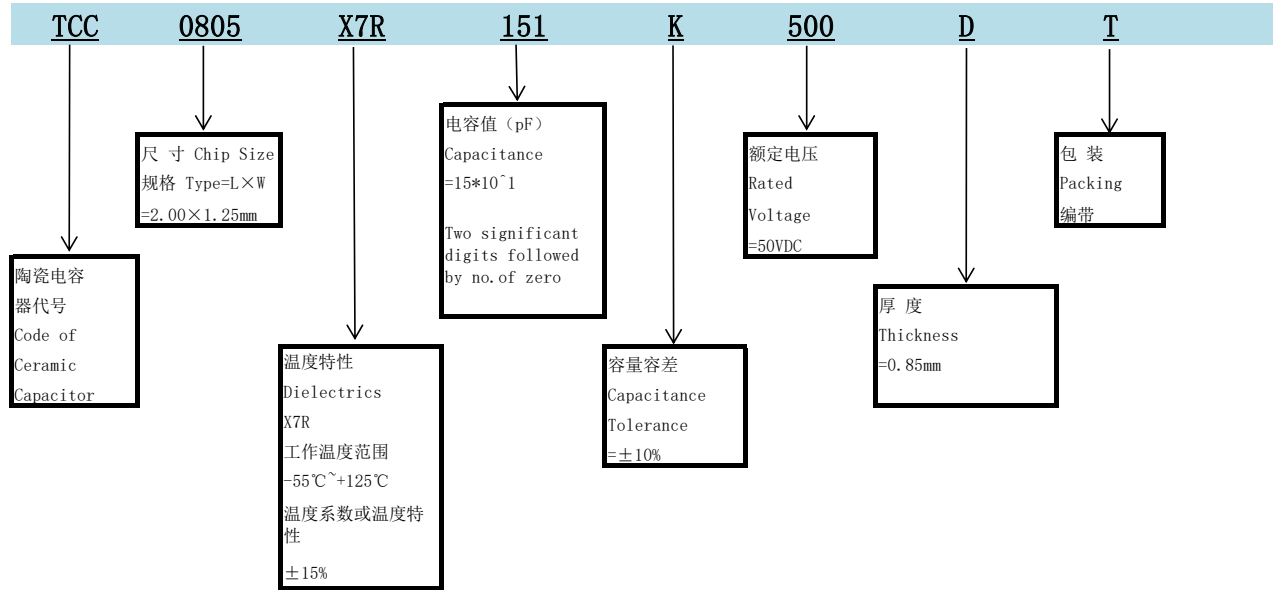 TCC 0805 X7R 151 K 500 D T
陶瓷电容
器代号
Code of
Ceramic
Capacitor
尺 寸 Chip Size
规格 Type=L×W
=2.00×1.25mm
温度特性
Dielectrics
X7R
工作温度范围
-55℃~+125℃
温度系数或温度特
性
±15%
电容值（pF）
Capacitance
=15*10^1
Two significant
digits followed
by no.of zero
容量容差
Capacitance
Tolerance
=±10%
额定电压
Rated
Voltage
=50VDC
厚 度
Thickness
=0.85mm
包 装
Packing
编带